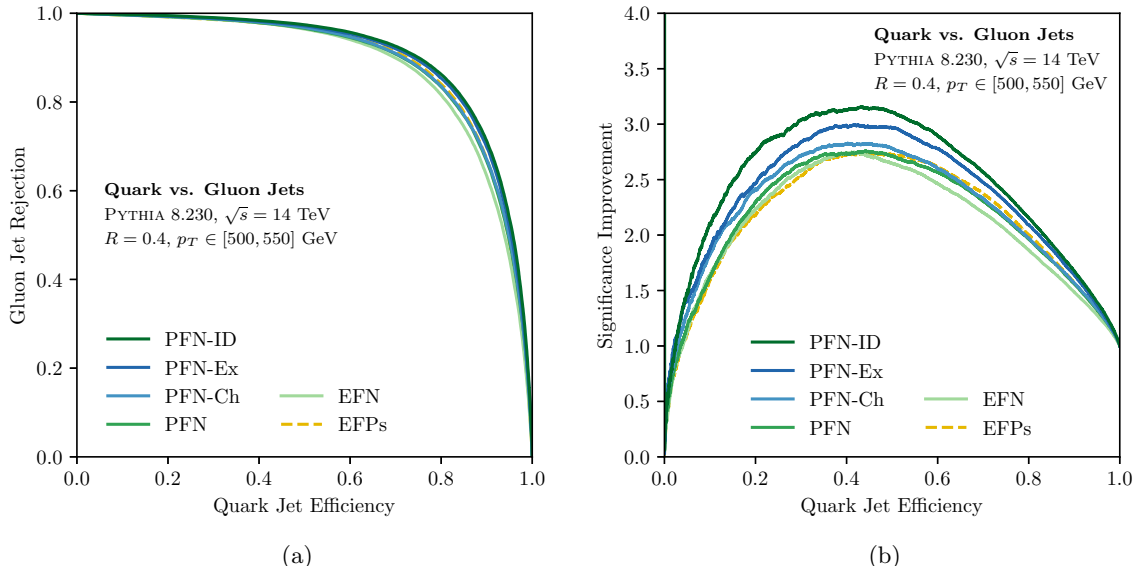 1.0
0.8
0.6
0.4
0.2
0.0
Gluon Jet Rejection
Quark vs. Gluon Jets
PYTHIA 8.230, √s = 14 TeV
R = 0.4, p_T ∈ [500, 550] GeV
PFN-ID
PFN-Ex
PFN-Ch
PFN
EFN
EFPs
0.0 0.2 0.4 0.6 0.8 1.0
Quark Jet Efficiency
(a)
4.0
3.5
3.0
2.5
2.0
1.5
1.0
0.5
0.0
Significance Improvement
Quark vs. Gluon Jets
PYTHIA 8.230, √s = 14 TeV
R = 0.4, p_T ∈ [500, 550] GeV
PFN-ID
PFN-Ex
PFN-Ch
PFN
EFN
EFPs
0.0 0.2 0.4 0.6 0.8 1.0
Quark Jet Efficiency
(b)